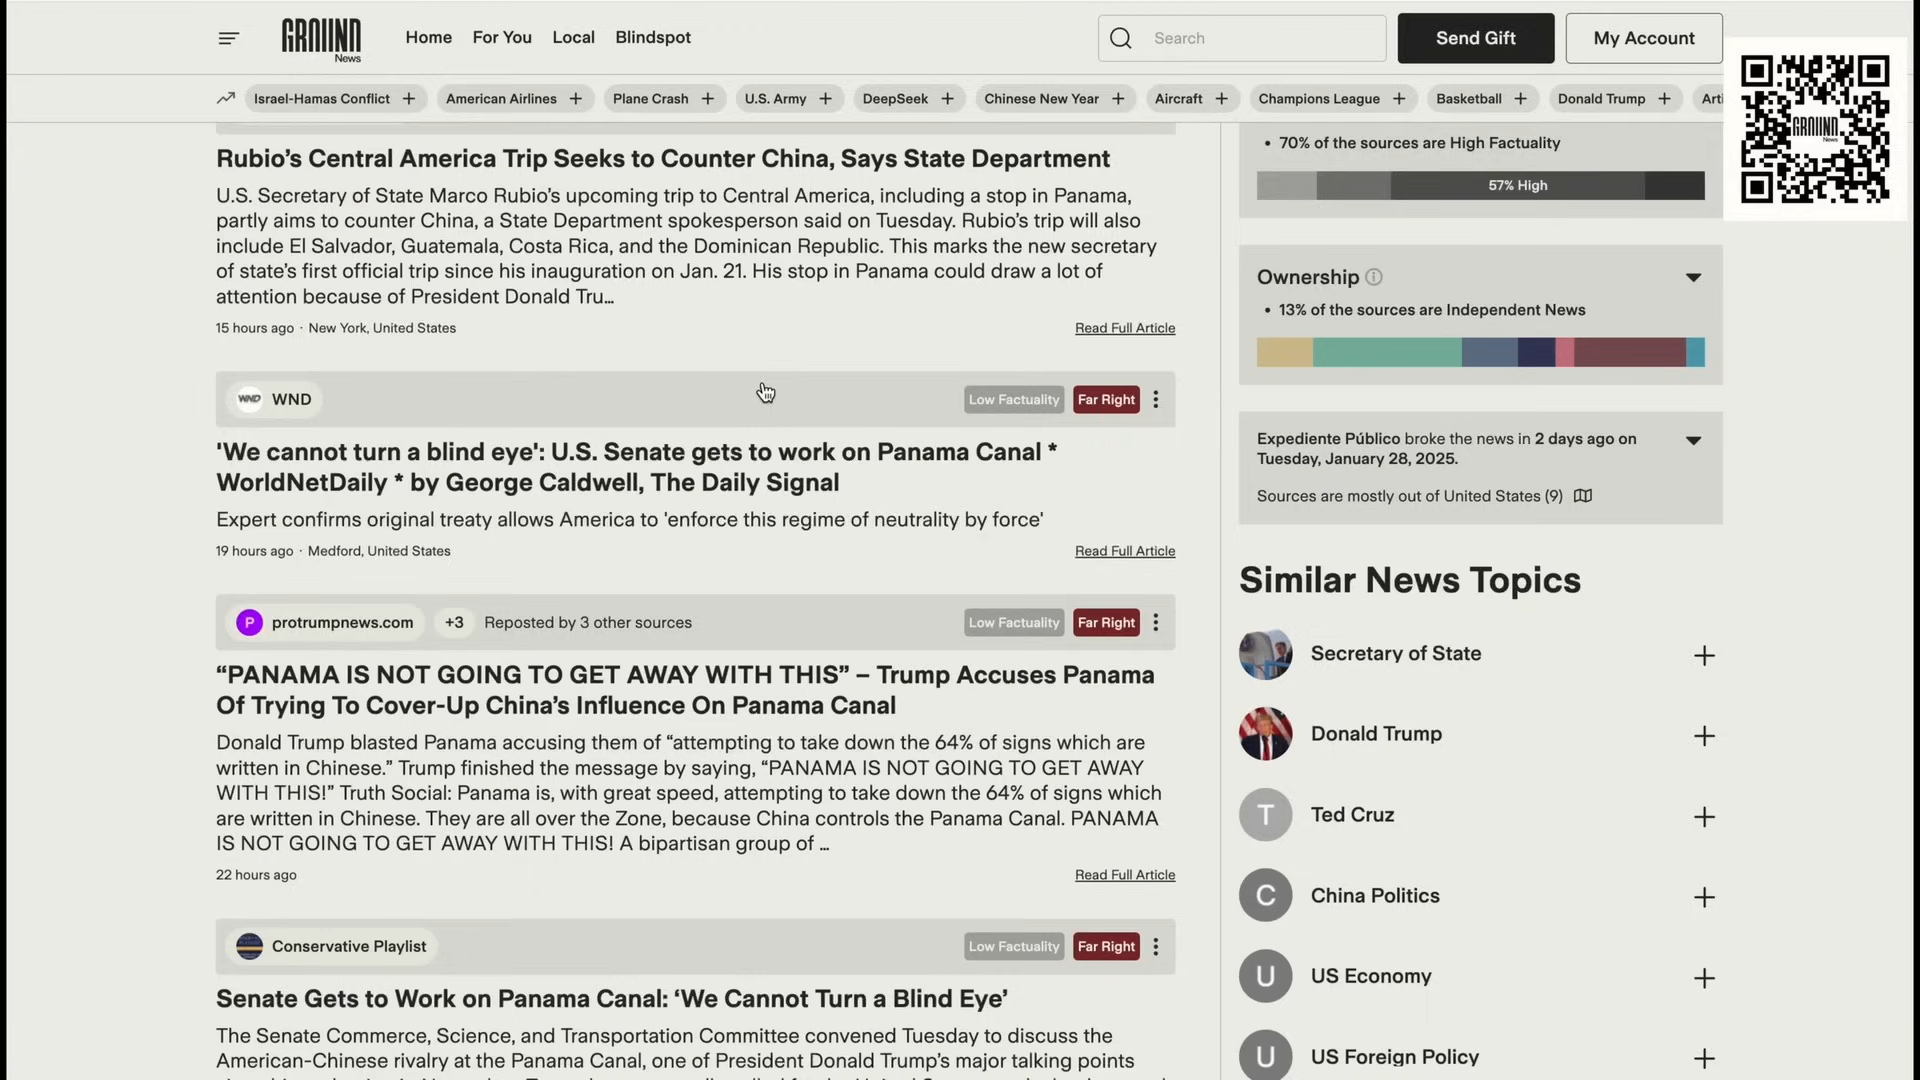 GROUND
News
Home
For You
Local
Blindspot
Search
Send Gift
My Account
Israel-Hamas Conflict +
American Airlines +
Plane Crash +
U.S. Army +
DeepSeek +
Chinese New Year +
Aircraft +
Champions League +
Basketball +
Donald Trump +
Arti
GROUND
News
Rubio's Central America Trip Seeks to Counter China, Says State Department
U.S. Secretary of State Marco Rubio's upcoming trip to Central America, including a stop in Panama,
partly aims to counter China, a State Department spokesperson said on Tuesday. Rubio's trip will also
include El Salvador, Guatemala, Costa Rica, and the Dominican Republic. This marks the new secretary
of state's first official trip since his inauguration on Jan. 21. His stop in Panama could draw a lot of
attention because of President Donald Tru...
15 hours ago · New York, United States
Read Full Article
WND
WND
Low Factuality
Far Right
'We cannot turn a blind eye': U.S. Senate gets to work on Panama Canal *
WorldNetDaily * by George Caldwell, The Daily Signal
Expert confirms original treaty allows America to 'enforce this regime of neutrality by force'
19 hours ago · Medford, United States
Read Full Article
P
protrumpnews.com
+3
Reposted by 3 other sources
Low Factuality
Far Right
“PANAMA IS NOT GOING TO GET AWAY WITH THIS” – Trump Accuses Panama
Of Trying To Cover-Up China's Influence On Panama Canal
Donald Trump blasted Panama accusing them of “attempting to take down the 64% of signs which are
written in Chinese.” Trump finished the message by saying, “PANAMA IS NOT GOING TO GET AWAY
WITH THIS!” Truth Social: Panama is, with great speed, attempting to take down the 64% of signs which
are written in Chinese. They are all over the Zone, because China controls the Panama Canal. PANAMA
IS NOT GOING TO GET AWAY WITH THIS! A bipartisan group of ...
22 hours ago
Read Full Article
Conservative Playlist
Low Factuality
Far Right
Senate Gets to Work on Panama Canal: ‘We Cannot Turn a Blind Eye’
The Senate Commerce, Science, and Transportation Committee convened Tuesday to discuss the
American-Chinese rivalry at the Panama Canal, one of President Donald Trump's major talking points
• 70% of the sources are High Factuality
57% High
Ownership
• 13% of the sources are Independent News
Expediente Público broke the news in 2 days ago on
Tuesday, January 28, 2025.
Sources are mostly out of United States (9)
Similar News Topics
Secretary of State +
Donald Trump +
T
Ted Cruz +
C
China Politics +
U
US Economy +
U
US Foreign Policy +